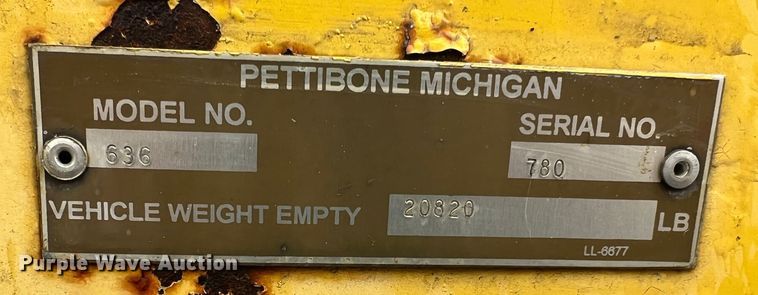 PETTIBONE MICHIGAN
MODEL NO.
636
SERIAL NO.
780
VEHICLE WEIGHT EMPTY 20820 LB
LL-6677
Purple Wave Auction